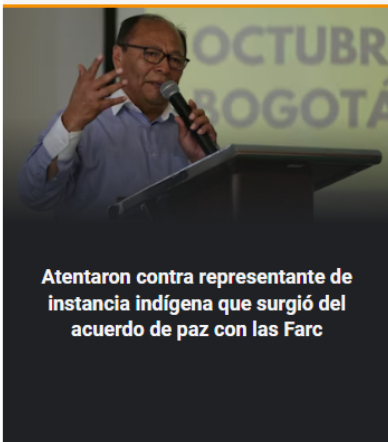 OCTUBR
BOGOTÁ
Atentaron contra representante de
instancia indígena que surgió del
acuerdo de paz con las Farc